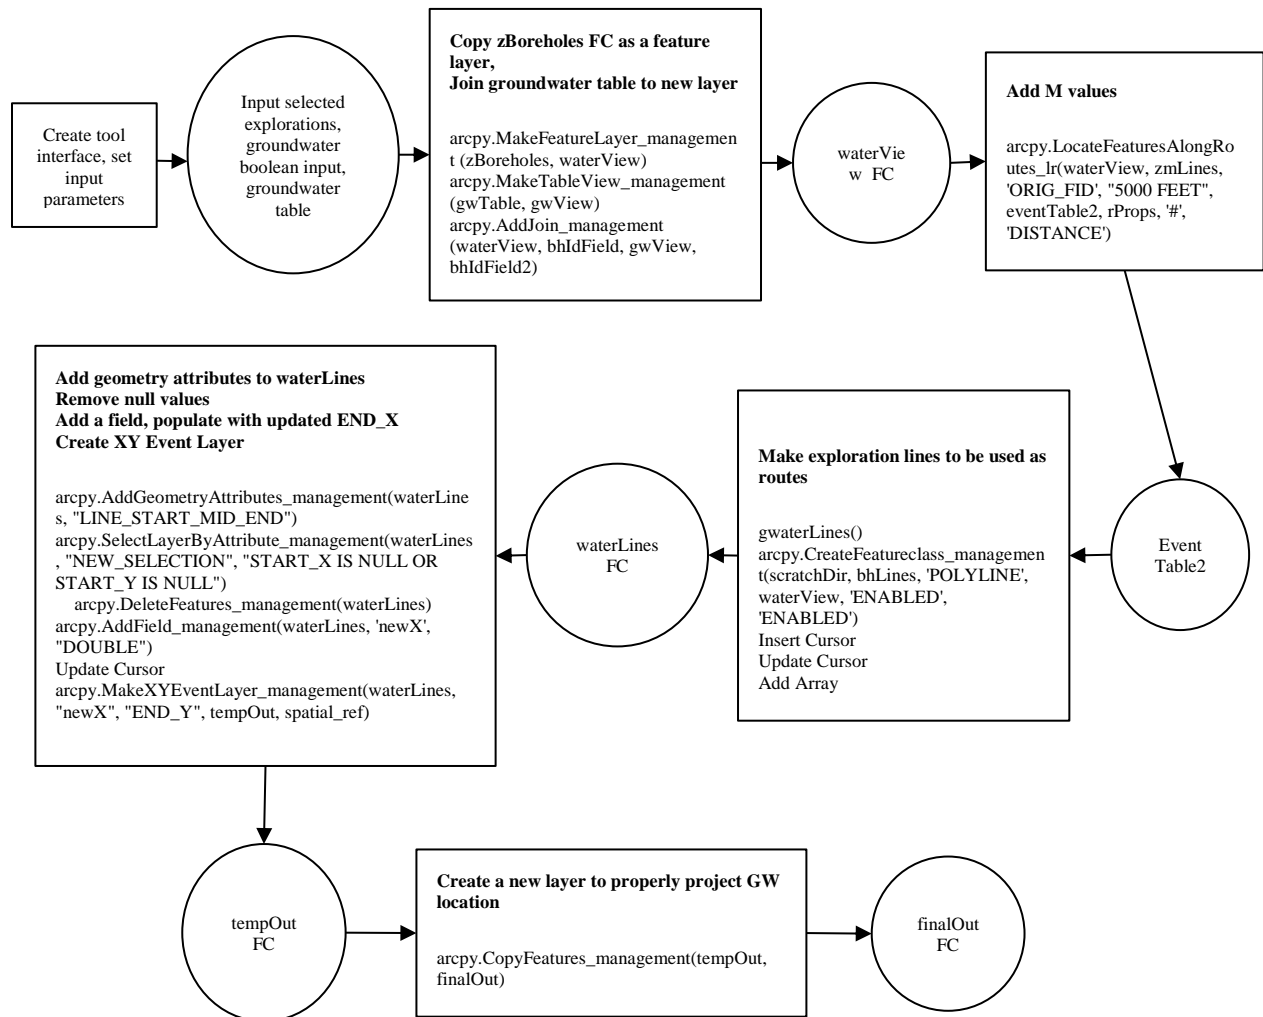 Create tool
interface, set
input
parameters
Input selected
explorations,
groundwater
boolean input,
groundwater
table
Copy zBoreholes FC as a feature
layer,
Join groundwater table to new layer
arcpy.MakeFeatureLayer_managemen
t (zBoreholes, waterView)
arcpy.MakeTableView_management
(gwTable, gwView)
arcpy.AddJoin_management
(waterView, bhIdField, gwView,
bhIdField2)
waterVie
w  FC
Add M values
arcpy.LocateFeaturesAlongRo
utes_lr(waterView, zmLines,
'ORIG_FID', "5000 FEET",
eventTable2, rProps, '#',
'DISTANCE')
Event
Table2
Make exploration lines to be used as
routes
gwaterLines()
arcpy.CreateFeatureclass_managemen
t(scratchDir, bhLines, 'POLYLINE',
waterView, 'ENABLED',
'ENABLED')
Insert Cursor
Update Cursor
Add Array
waterLines
FC
Add geometry attributes to waterLines
Remove null values
Add a field, populate with updated END_X
Create XY Event Layer
arcpy.AddGeometryAttributes_management(waterLine
s, "LINE_START_MID_END")
arcpy.SelectLayerByAttribute_management(waterLines
, "NEW_SELECTION", "START_X IS NULL OR
START_Y IS NULL")
arcpy.DeleteFeatures_management(waterLines)
arcpy.AddField_management(waterLines, 'newX',
"DOUBLE")
Update Cursor
arcpy.MakeXYEventLayer_management(waterLines,
"newX", "END_Y", tempOut, spatial_ref)
tempOut
FC
Create a new layer to properly project GW
location
arcpy.CopyFeatures_management(tempOut,
finalOut)
finalOut
FC